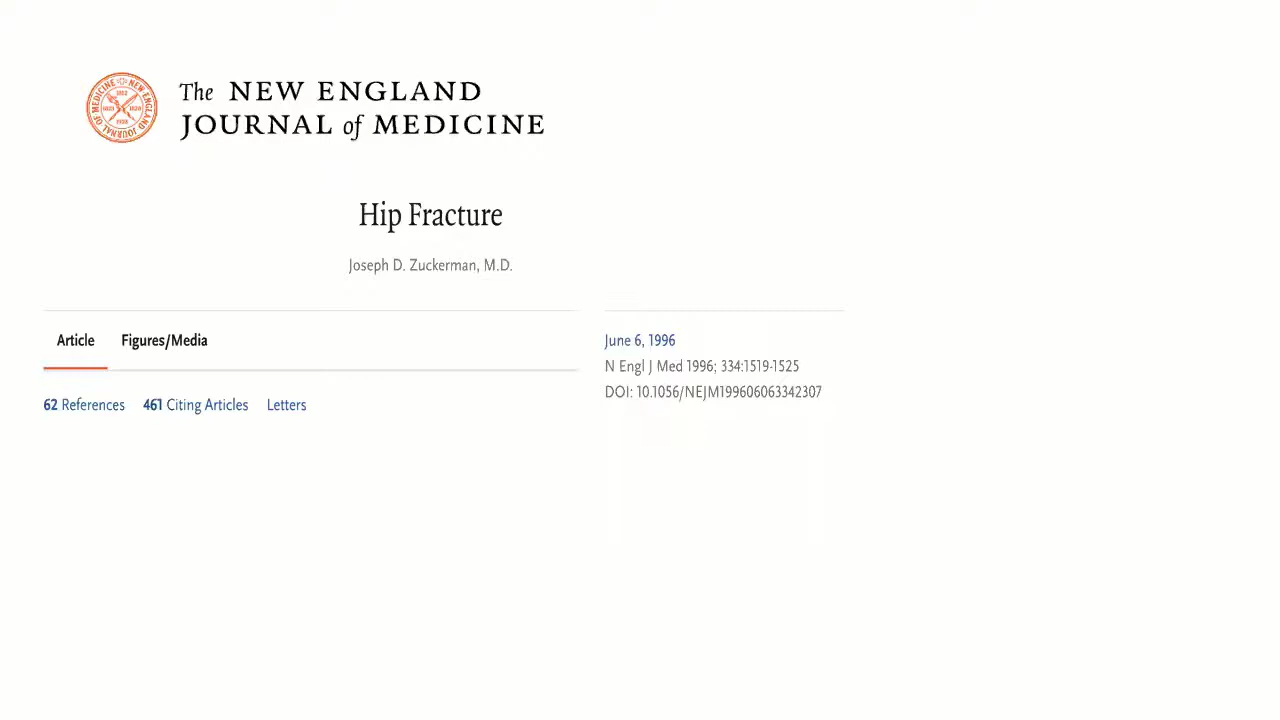 The NEW ENGLAND
JOURNAL of MEDICINE
Hip Fracture
Joseph D. Zuckerman, M.D.
Article Figures/Media
62 References 461 Citing Articles Letters
June 6, 1996
N Engl J Med 1996; 334:1519-1525
DOI: 10.1056/NEJM199606063342307